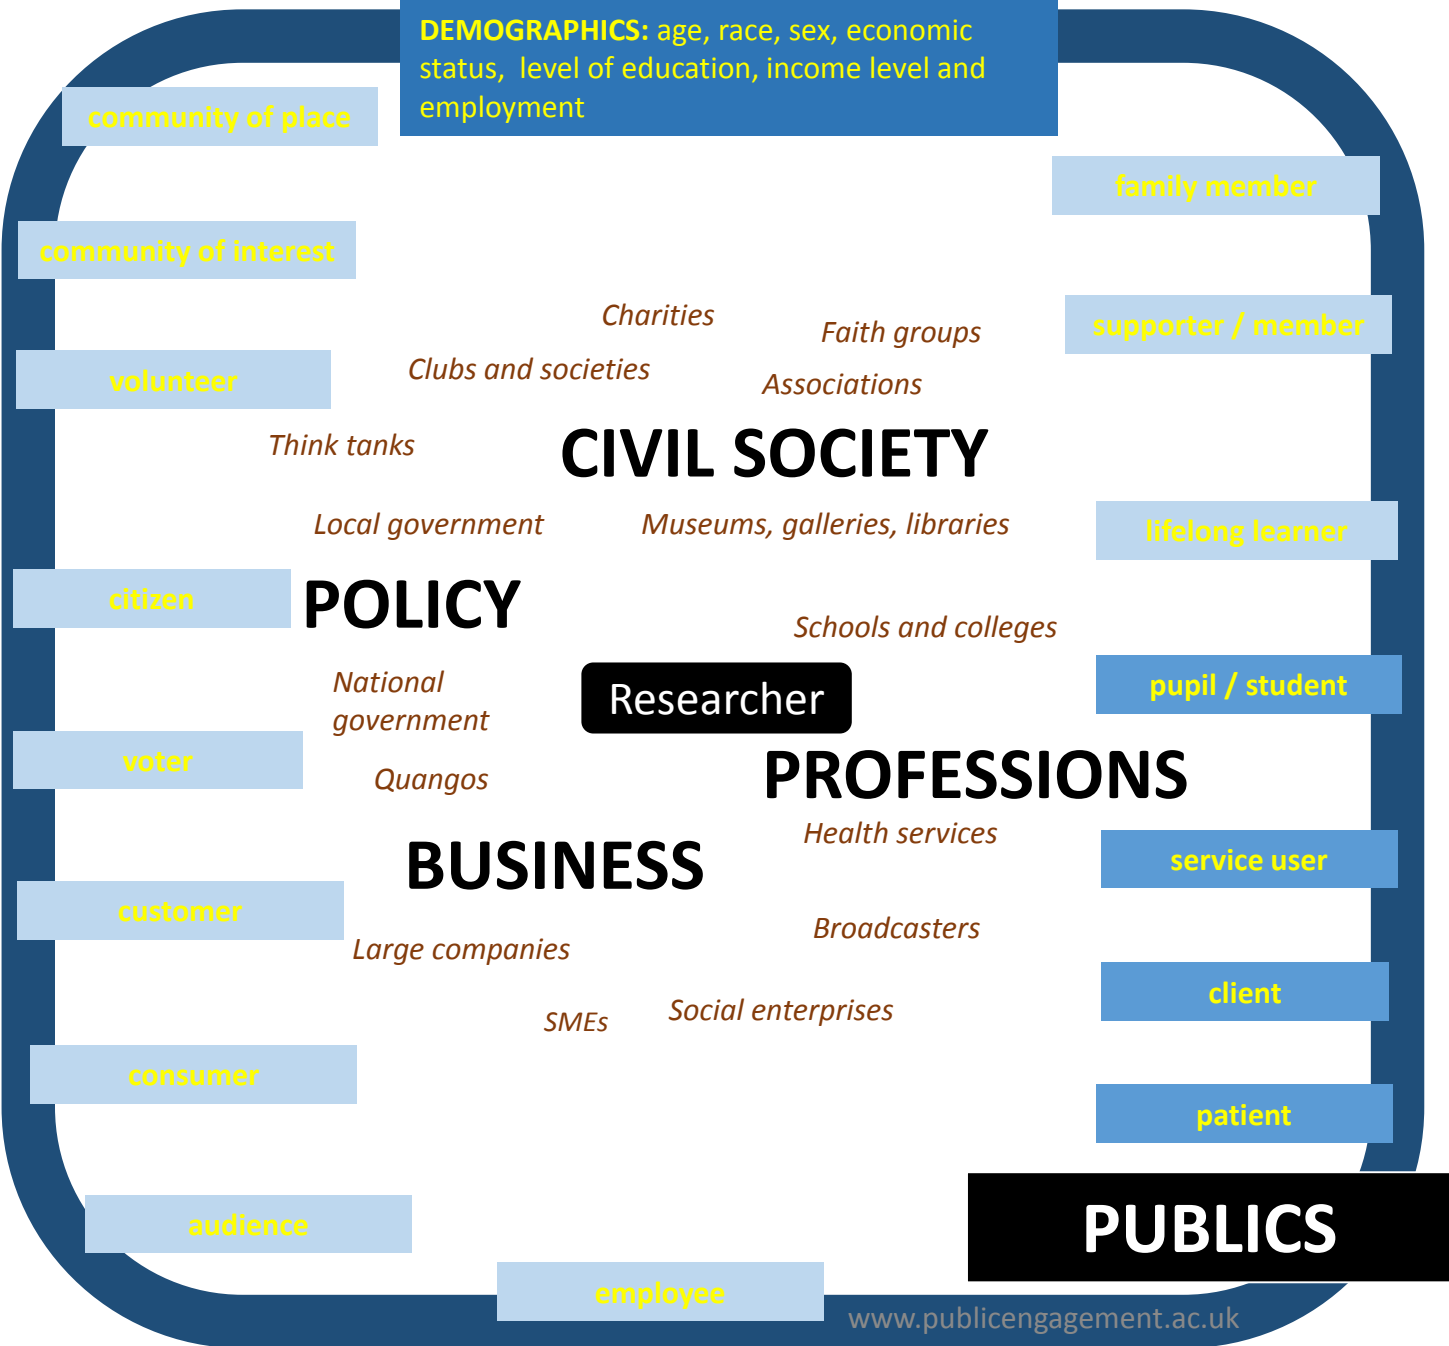 DEMOGRAPHICS: age, race, sex, economic
status, level of education, income level and
employment
community of place
family member
community of interest
Charities
Faith groups
supporter / member
Clubs and societies
Associations
volunteer
Think tanks
CIVIL SOCIETY
Local government
Museums, galleries, libraries
lifelong learner
citizen
POLICY
Schools and colleges
National
government
Researcher
pupil / student
voter
Quangos
PROFESSIONS
Health services
BUSINESS
service user
customer
Large companies
Broadcasters
client
SMEs
Social enterprises
consumer
patient
audience
PUBLICS
employee
www.publicengagement.ac.uk